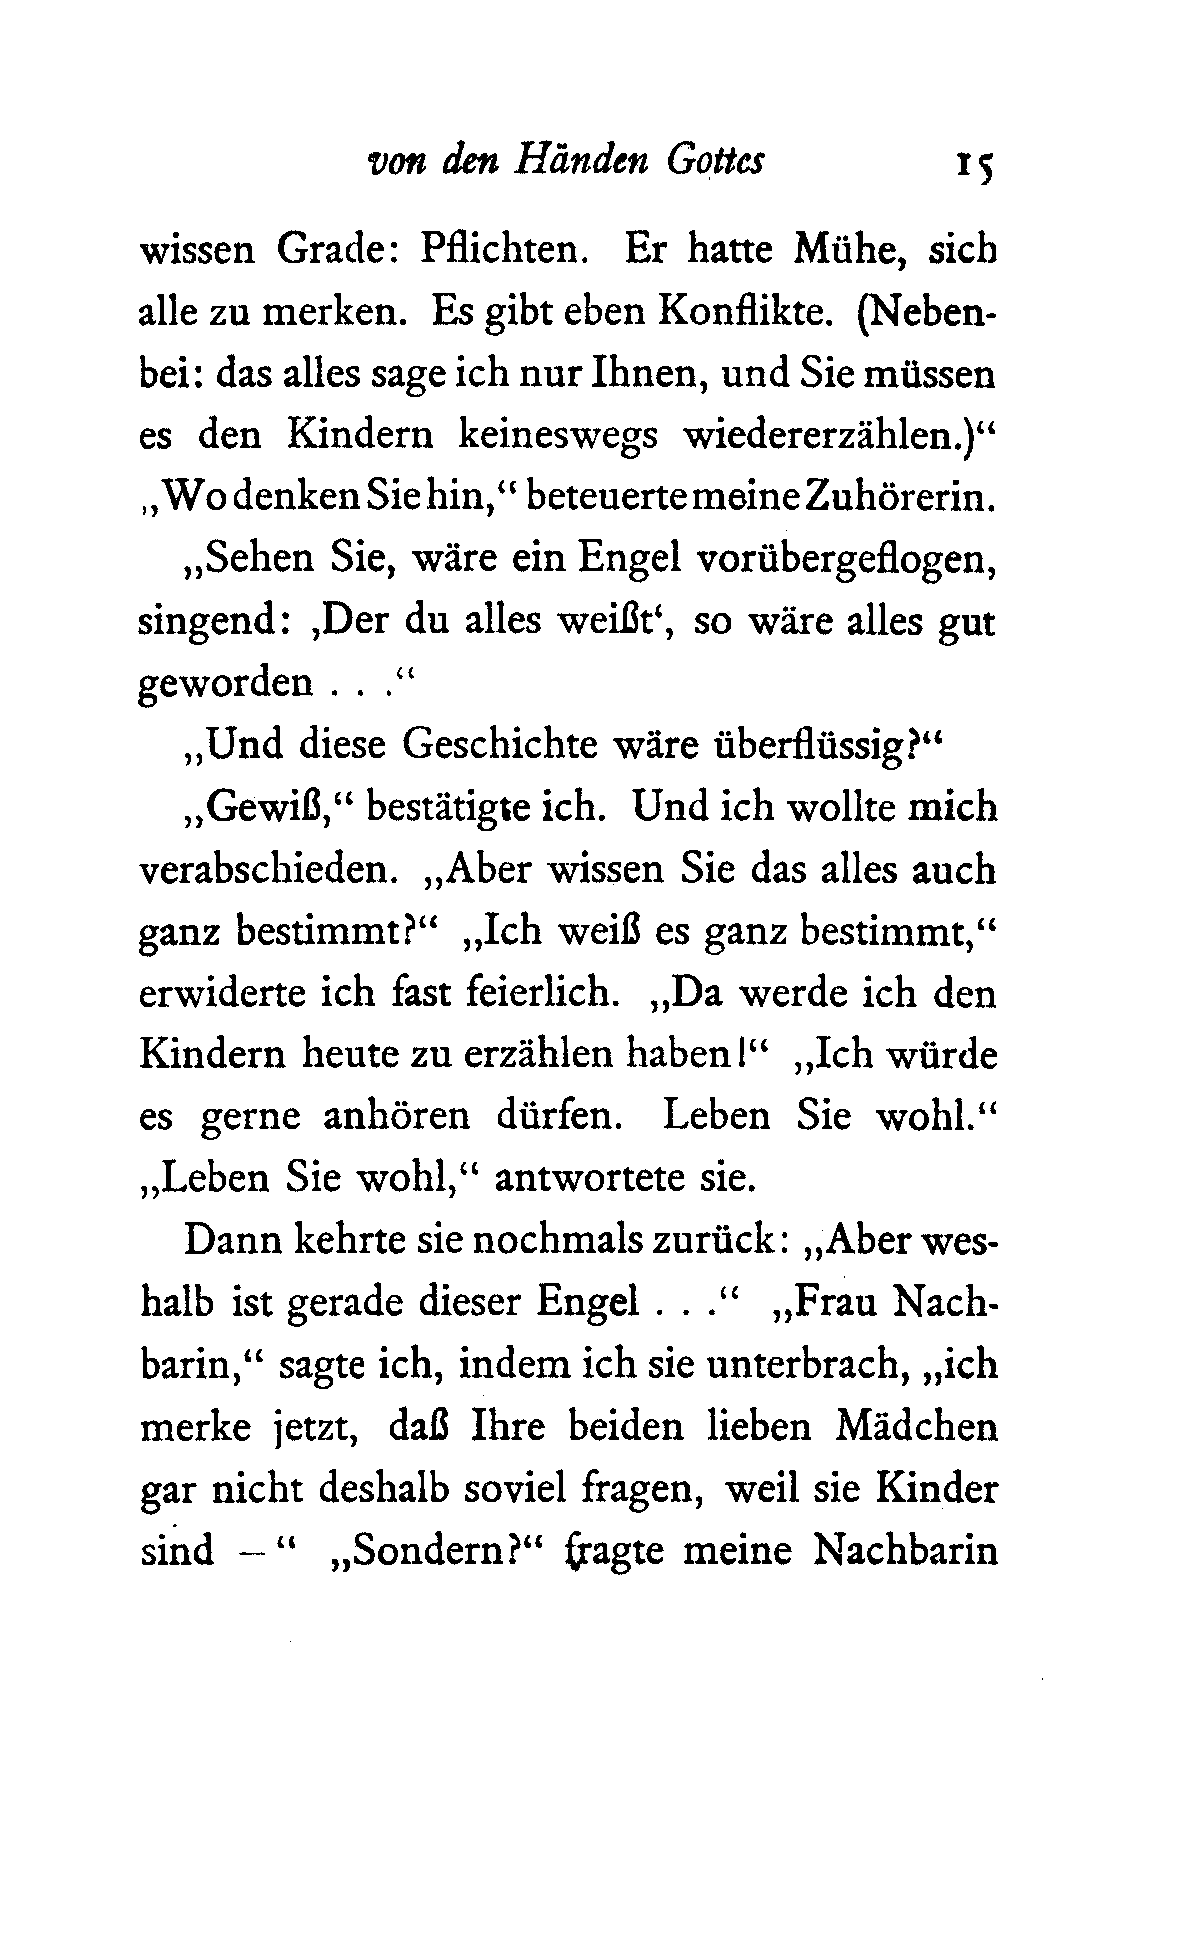 von den Händen Gottes 15
wissen Grade: Pflichten. Er hatte Mühe, sich
alle zu merken. Es gibt eben Konflikte. (Neben-
bei: das alles sage ich nur Ihnen, und Sie müssen
es den Kindern keineswegs wiedererzählen.)“
„Wo denken Sie hin,“ beteuerte meine Zuhörerin.
„Sehen Sie, wäre ein Engel vorübergeflogen,
singend: ‚Der du alles weißt‘, so wäre alles gut
geworden . . .“
„Und diese Geschichte wäre überflüssig?“
„Gewiß,“ bestätigte ich. Und ich wollte mich
verabschieden. „Aber wissen Sie das alles auch
ganz bestimmt?“ „Ich weiß es ganz bestimmt,“
erwiderte ich fast feierlich. „Da werde ich den
Kindern heute zu erzählen haben!“ „Ich würde
es gerne anhören dürfen. Leben Sie wohl.“
„Leben Sie wohl,“ antwortete sie.
Dann kehrte sie nochmals zurück: „Aber wes-
halb ist gerade dieser Engel . . .“ „Frau Nach-
barin,“ sagte ich, indem ich sie unterbrach, „ich
merke jetzt, daß Ihre beiden lieben Mädchen
gar nicht deshalb soviel fragen, weil sie Kinder
sind –“ „Sondern?“ fragte meine Nachbarin